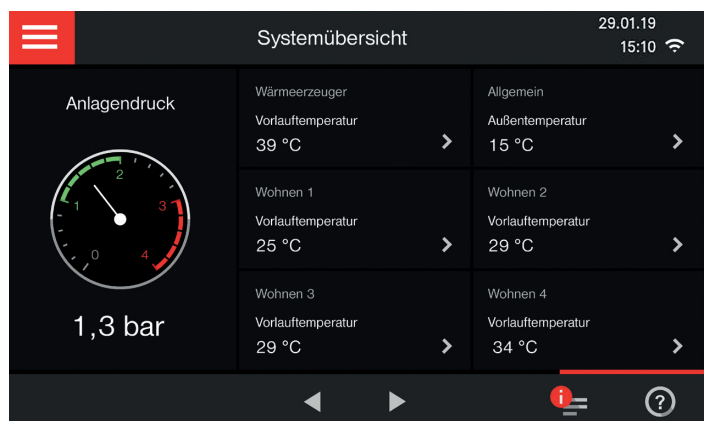 Systemübersicht
29.01.19
15:10
Anlagendruck
0
1
2
3
4
1,3 bar
Wärmeerzeuger
Vorlauftemperatur
39 °C
Allgemein
Außentemperatur
15 °C
Wohnen 1
Vorlauftemperatur
25 °C
Wohnen 2
Vorlauftemperatur
29 °C
Wohnen 3
Vorlauftemperatur
29 °C
Wohnen 4
Vorlauftemperatur
34 °C
i
?